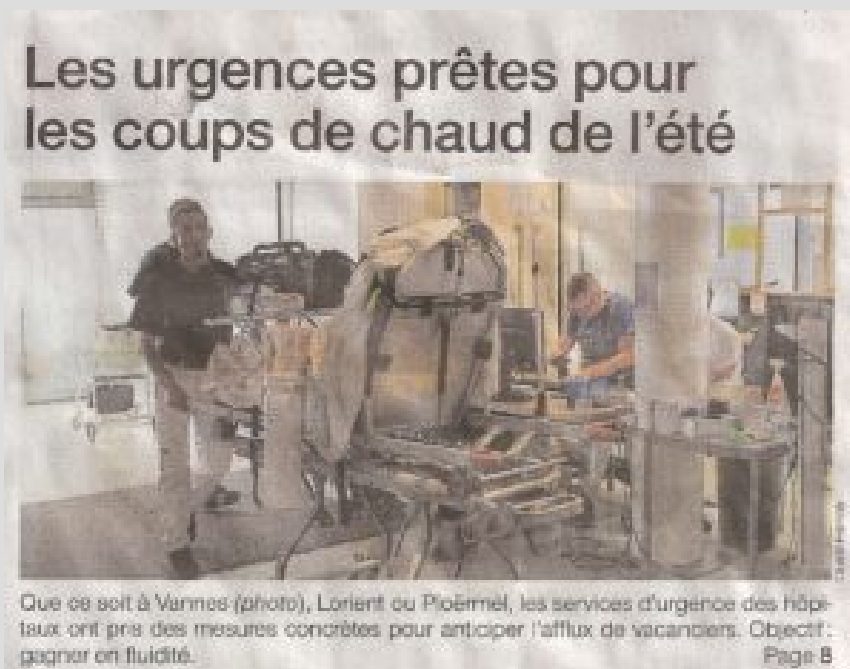 Les urgences prêtes pour
les coups de chaud de l'été
Que ce soit à Vannes (photo), Lorient ou Ploërmel, les services d'urgence des hôpi-
taux ont pris des mesures concrètes pour anticiper l'afflux de vacanciers. Objectif :
gagner en fluidité.
Page 8